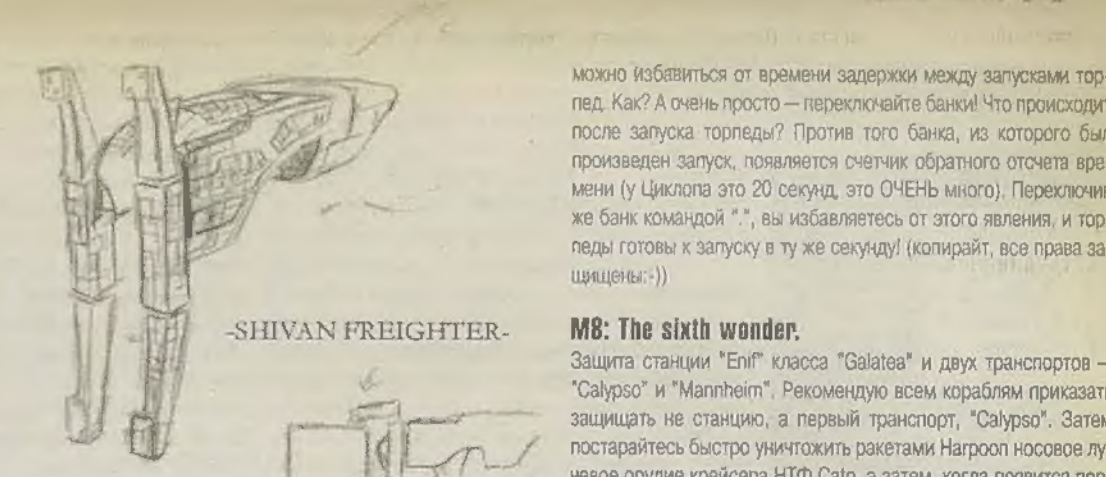 -SHIVAN FREIGHTER-
можно избавиться от времени задержки между запусками тор-
пед. Как? А очень просто — переключайте банки! Что происходит
после запуска торпеды? Против того банка, из которого был
произведен запуск, появляется счетчик обратного отсчета вре-
мени (у Циклопа это 20 секунд, это ОЧЕНЬ много). Переключив
же банк командой ".", вы избавляетесь от этого явления, и тор-
педы готовы к запуску в ту же секунду! (копирайт, все права за-
щищены:-))
M8: The sixth wonder.
Защита станции "Enif" класса "Galatea" и двух транспортов —
"Calypso" и "Mannheim". Рекомендую всем кораблям приказать
защищать не станцию, а первый транспорт, "Calypso". Затем
постарайтесь быстро уничтожить ракетами Harpoon носовое лу-
чевое орудие крейсера НТФ Cato, а затем, когда появится